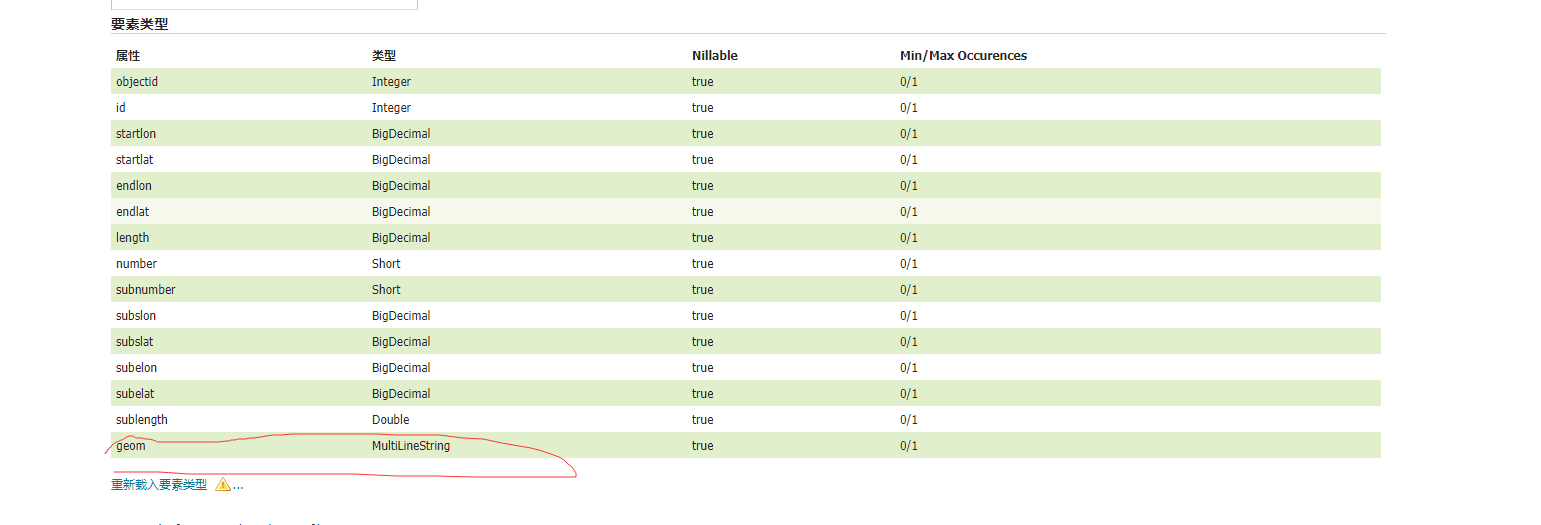 要素类型
属性 类型 Nillable Min/Max Occurences
objectid Integer true 0/1
id Integer true 0/1
startlon BigDecimal true 0/1
startlat BigDecimal true 0/1
endlon BigDecimal true 0/1
endlat BigDecimal true 0/1
length BigDecimal true 0/1
number Short true 0/1
subnumber Short true 0/1
subslon BigDecimal true 0/1
subslat BigDecimal true 0/1
subelon BigDecimal true 0/1
subelat BigDecimal true 0/1
sublength Double true 0/1
geom MultiLineString true 0/1
重新载入要素类型 ...